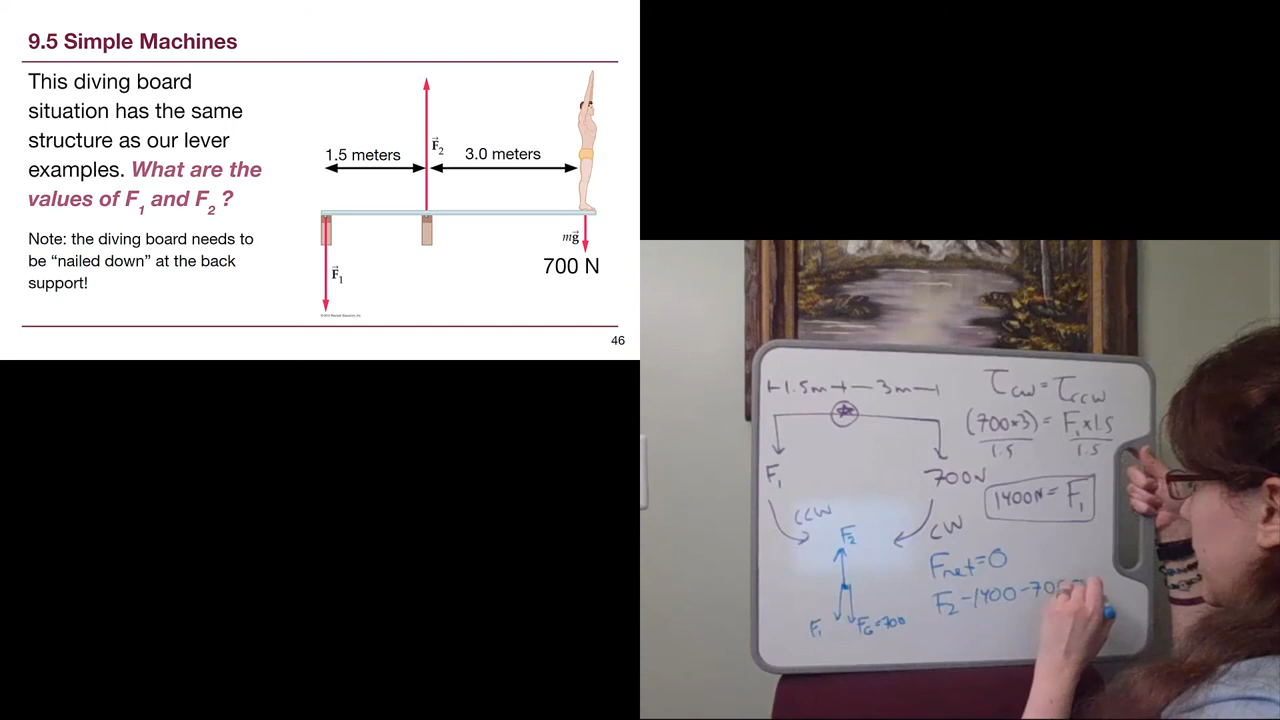 9.5 Simple Machines
This diving board
situation has the same
structure as our lever
examples. What are the
values of F1 and F2 ?
Note: the diving board needs to
be “nailed down” at the back
support!
1.5 meters
F2
3.0 meters
mg
700 N
F1
46
1.5m
3m
τcw = τccw
(700*3) = F1*1.5
1.5 1.5
F1
700N
1400N = F1
CCW
CW
F2
Fnet=0
F2-1400-700
F1
FG=700